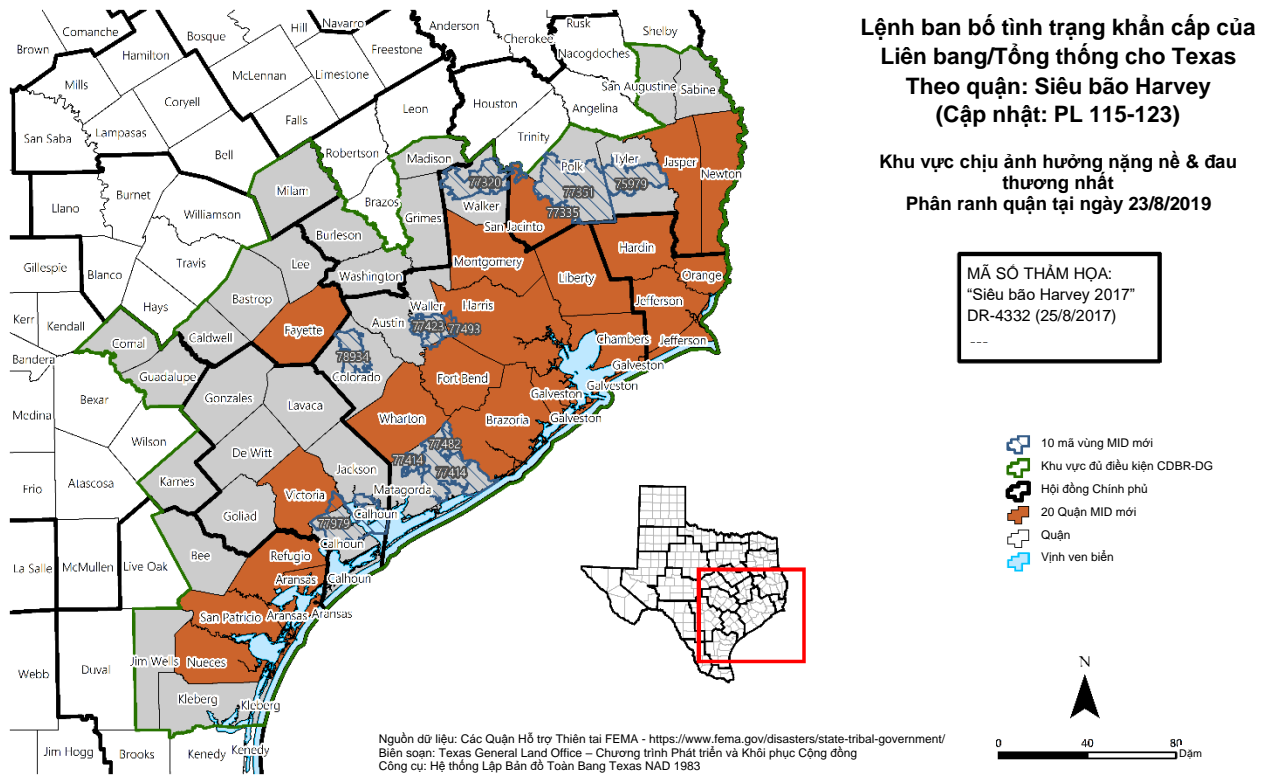 Lệnh ban bố tình trạng khẩn cấp của
Liên bang/Tổng thống cho Texas
Theo quận: Siêu bão Harvey
(Cập nhật: PL 115-123)
Khu vực chịu ảnh hưởng nặng nề & đau
thương nhất
Phân ranh quận tại ngày 23/8/2019
MÃ SỐ THẢM HỌA:
“Siêu bão Harvey 2017”
DR-4332 (25/8/2017)
---
10 mã vùng MID mới
Khu vực đủ điều kiện CDBR-DG
Hội đồng Chính phủ
20 Quận MID mới
Quận
Vịnh ven biển
N
0 40 80 Dặm
Nguồn dữ liệu: Các Quận Hỗ trợ Thiên tai FEMA - https://www.fema.gov/disasters/state-tribal-government/
Biên soạn: Texas General Land Office – Chương trình Phát triển và Khôi phục Cộng đồng
Công cụ: Hệ thống Lập Bản đồ Toàn Bang Texas NAD 1983
Comanche
Brown
Hamilton
Bosque
Hill
Navarro
Anderson
Cherokee
Rusk
Shelby
Nacogdoches
Freestone
Limestone
McLennan
Mills
Coryell
Falls
Leon
Houston
Angelina
San Augustine
Sabine
San Saba
Lampasas
Bell
Robertson
Madison
Trinity
Polk
Tyler
Jasper
Newton
77320
77351
75979
77335
Burnet
Llano
Milam
Williamson
Brazos
Grimes
Walker
San Jacinto
Burleson
Hardin
Gillespie
Blanco
Travis
Lee
Washington
Montgomery
Liberty
Orange
Hays
Bastrop
Waller
Harris
Jefferson
Kerr
Kendall
Comal
Caldwell
Fayette
Austin
77423
77493
Chambers
Jefferson
Bandera
Guadalupe
78934
Colorado
Fort Bend
Galveston
Galveston
Galveston
Galveston
Medina
Bexar
Gonzales
Lavaca
Wharton
Brazoria
Wilson
De Witt
77482
77414
77414
Frio
Atascosa
Karnes
Jackson
Matagorda
Victoria
Goliad
Calhoun
77979
Calhoun
Calhoun
La Salle
McMullen
Live Oak
Bee
Refugio
Aransas
Aransas
Aransas
San Patricio
Webb
Duval
Jim Wells
Nueces
Kleberg
Kleberg
Jim Hogg
Brooks
Kenedy
Kenedy